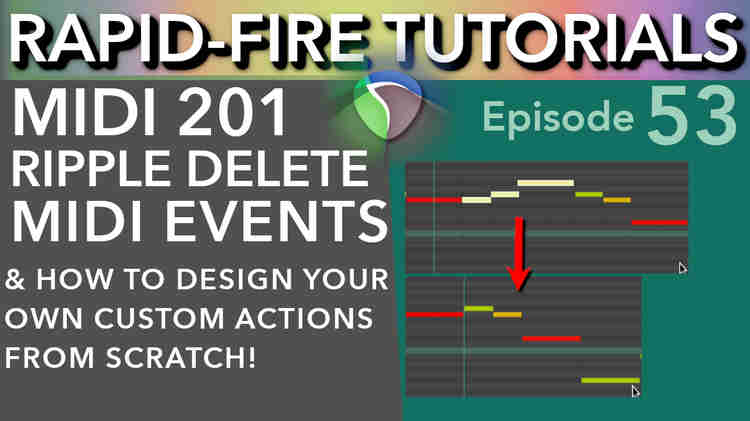 RAPID-FIRE TUTORIALS
MIDI 201
RIPPLE DELETE
MIDI EVENTS
& HOW TO DESIGN YOUR
OWN CUSTOM ACTIONS
FROM SCRATCH!
Episode 53